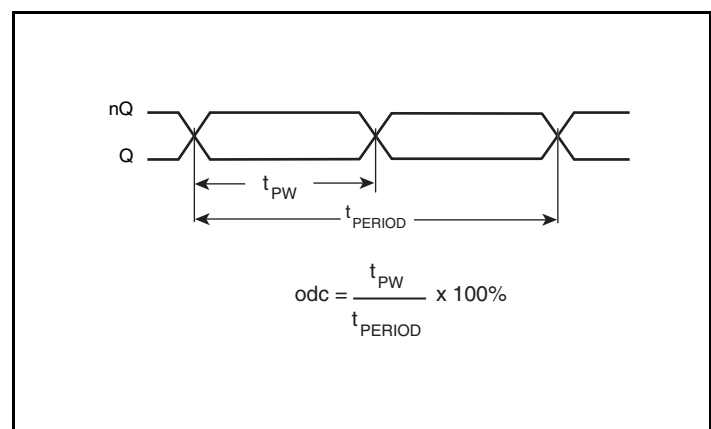 nQ
Q
tPW
tPERIOD
odc = tPW / tPERIOD x 100%